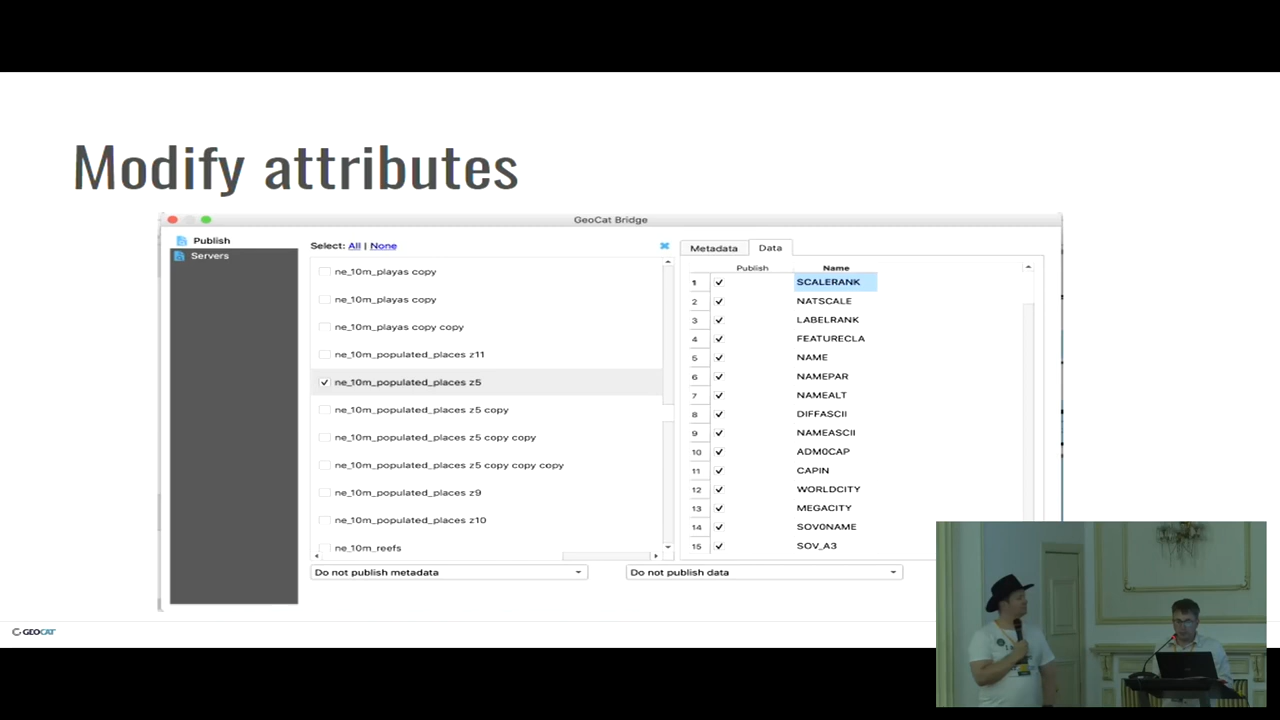 Modify attributes
GeoCat Bridge
Publish
Servers
Select: All | None
ne_10m_playas copy
ne_10m_playas copy
ne_10m_playas copy copy
ne_10m_populated_places z11
ne_10m_populated_places z5
ne_10m_populated_places z5 copy
ne_10m_populated_places z5 copy copy
ne_10m_populated_places z5 copy copy copy
ne_10m_populated_places z9
ne_10m_populated_places z10
ne_10m_reefs
Do not publish metadata
Metadata Data
Publish Name
1 SCALERANK
2 NATSCALE
3 LABELRANK
4 FEATURECLA
5 NAME
6 NAMEPAR
7 NAMEALT
8 DIFFASCII
9 NAMEASCII
10 ADM0CAP
11 CAPIN
12 WORLDCITY
13 MEGACITY
14 SOV0NAME
15 SOV_A3
Do not publish data
GEOCAT